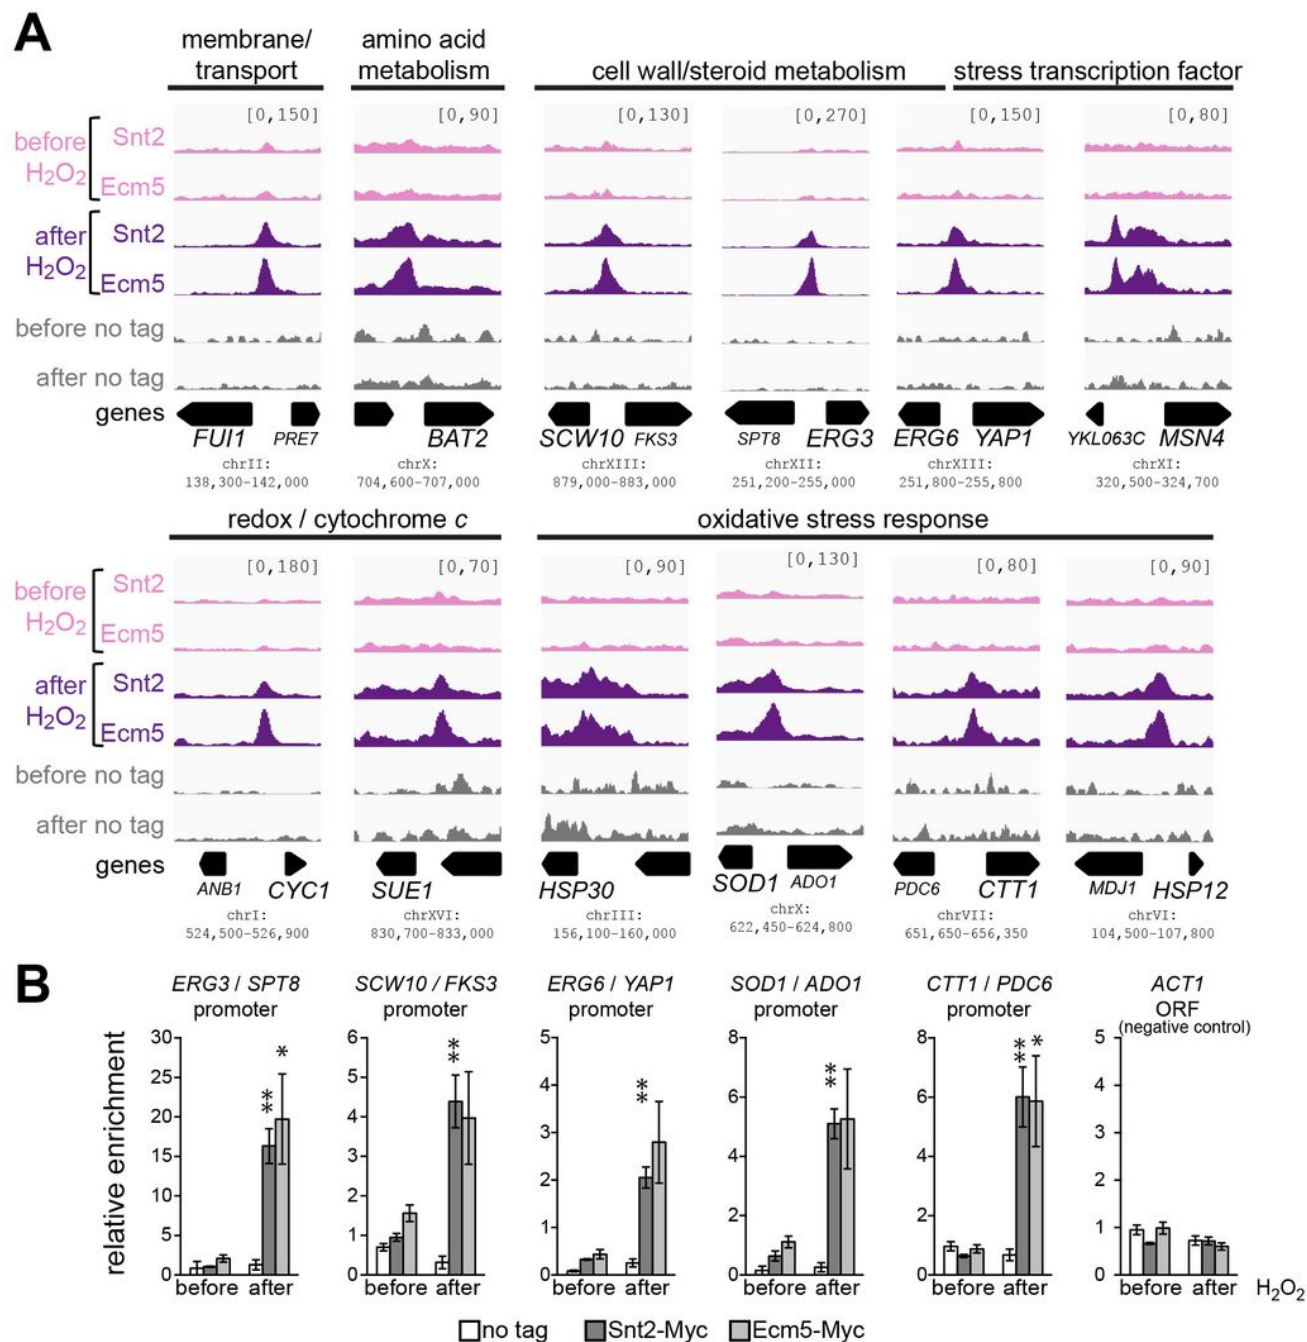 A
membrane/
transport
amino acid
metabolism
cell wall/steroid metabolism
stress transcription factor
[0,150]
[0,90]
[0,130]
[0,270]
[0,150]
[0,80]
before
H₂O₂
Snt2
Ecm5
after
H₂O₂
Snt2
Ecm5
before no tag
after no tag
genes
FUI1 PRE7
BAT2
SCW10 FKS3
SPT8 ERG3
ERG6 YAP1
YKL063C MSN4
chrII:
138,300-142,000
chrX:
704,600-707,000
chrXIII:
879,000-883,000
chrXII:
251,200-255,000
chrXIII:
251,800-255,800
chrXI:
320,500-324,700
redox / cytochrome c
oxidative stress response
[0,180]
[0,70]
[0,90]
[0,130]
[0,80]
[0,90]
before
H₂O₂
Snt2
Ecm5
after
H₂O₂
Snt2
Ecm5
before no tag
after no tag
genes
ANB1 CYC1
SUE1
HSP30
SOD1 ADO1
PDC6 CTT1
MDJ1 HSP12
chrI:
524,500-526,900
chrXVI:
830,700-833,000
chrIII:
156,100-160,000
chrX:
622,450-624,800
chrVII:
651,650-656,350
chrVI:
104,500-107,800
B
relative enrichment
ERG3 / SPT8
promoter
30
25
20
15
10
5
0
**
*
before after
SCW10 / FKS3
promoter
6
5
4
3
2
1
0
**
before after
ERG6 / YAP1
promoter
5
4
3
2
1
0
**
before after
SOD1 / ADO1
promoter
8
6
4
2
0
**
before after
CTT1 / PDC6
promoter
8
6
4
2
0
**
*
before after
ACT1
ORF
(negative control)
5
4
3
2
1
0
before after
H₂O₂
no tag Snt2-Myc Ecm5-Myc